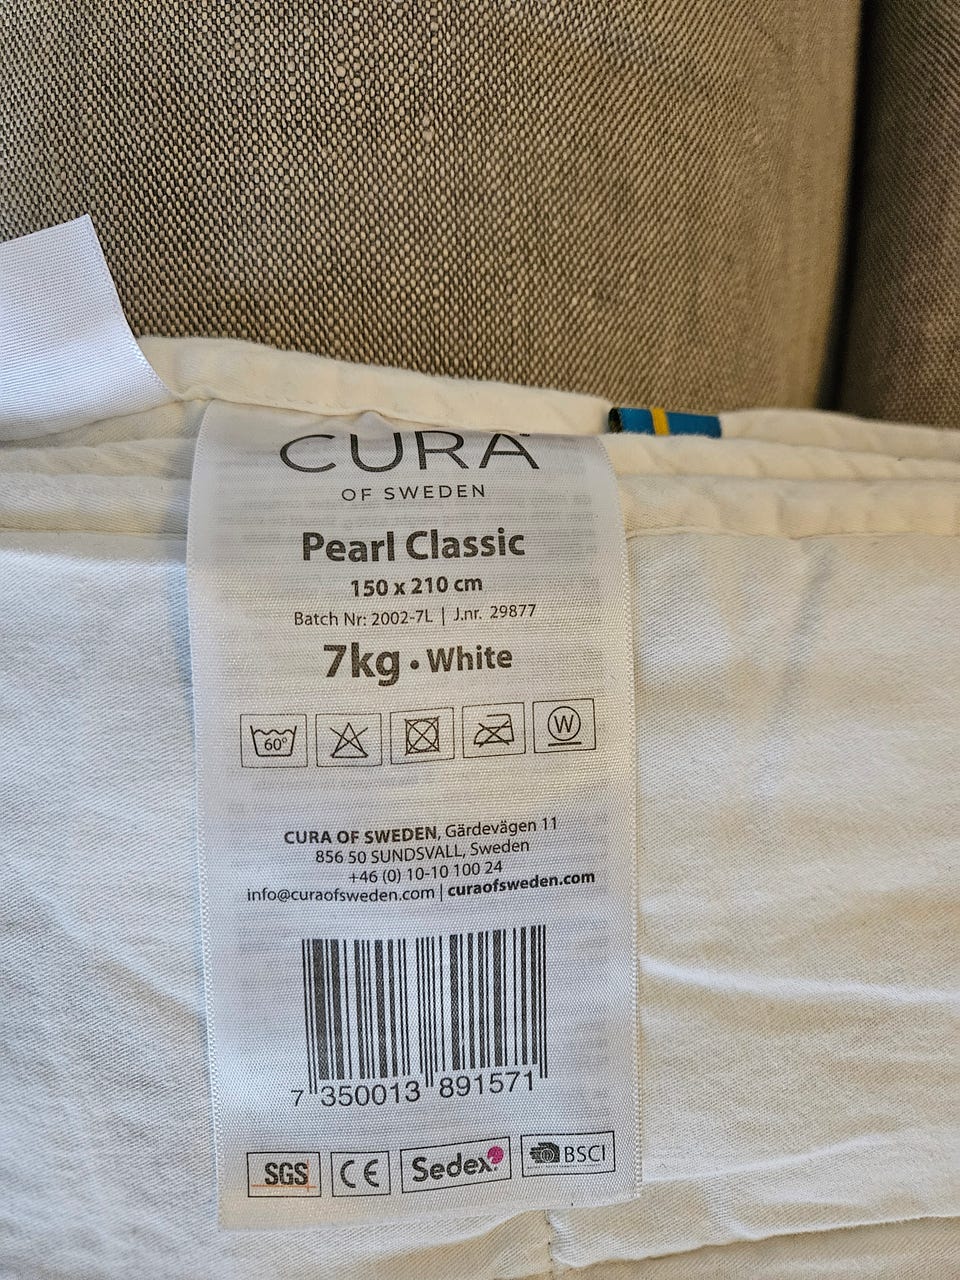 CURA
OF SWEDEN
Pearl Classic
150 x 210 cm
Batch Nr: 2002-7L | J.nr. 29877
7kg • White
60° W
CURA OF SWEDEN, Gärdevägen 11
856 50 SUNDSVALL, Sweden
+46 (0) 10-10 100 24
info@curaofsweden.com | curaofsweden.com
7 350013 891571
SGS CE Sedex BSCI